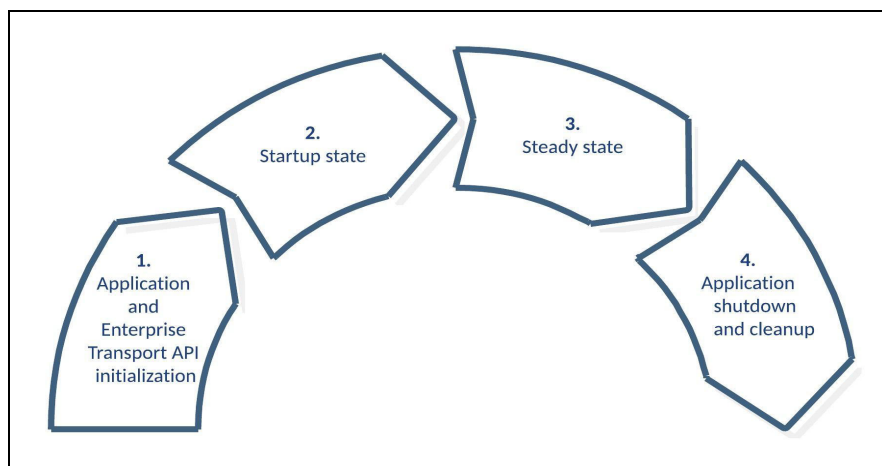 1.
Application
and
Enterprise
Transport API
initialization
2.
Startup state
3.
Steady state
4.
Application
shutdown
and cleanup